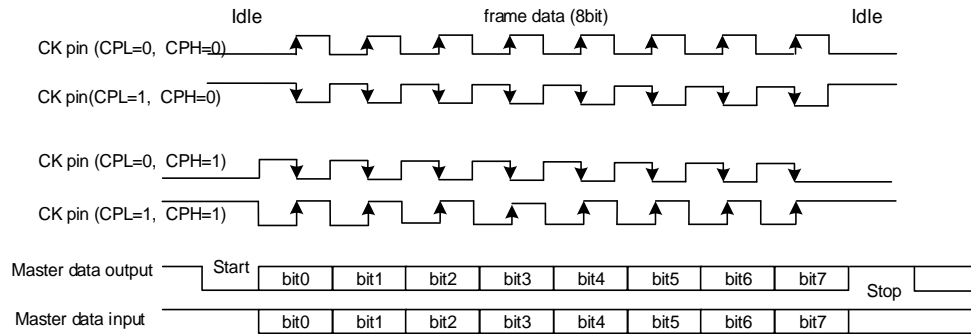 Idle frame data (8bit) Idle
CK pin (CPL=0, CPH=0)
CK pin(CPL=1, CPH=0)
CK pin (CPL=0, CPH=1)
CK pin (CPL=1, CPH=1)
Master data output Start bit0 bit1 bit2 bit3 bit4 bit5 bit6 bit7 Stop
Master data input bit0 bit1 bit2 bit3 bit4 bit5 bit6 bit7